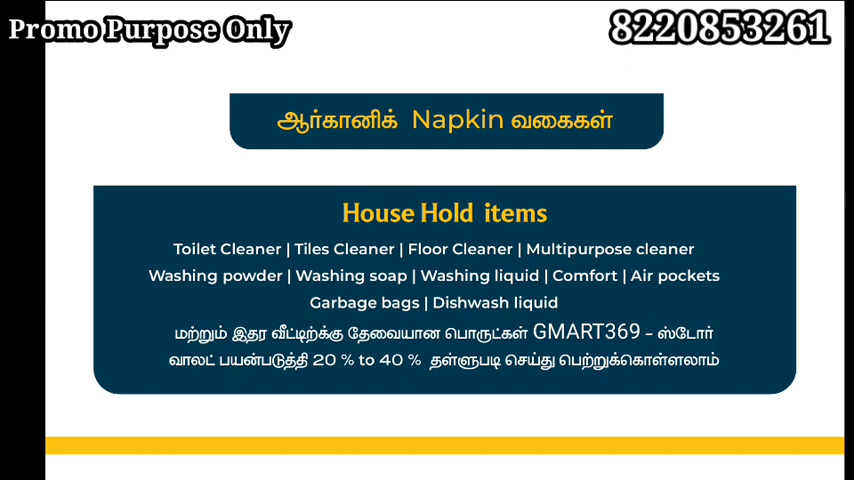 Promo Purpose Only
8220853261
ஆர்கானிக் Napkin வகைகள்
House Hold items
Toilet Cleaner | Tiles Cleaner | Floor Cleaner | Multipurpose cleaner
Washing powder | Washing soap | Washing liquid | Comfort | Air pockets
Garbage bags | Dishwash liquid
மற்றும் இதர வீட்டிற்க்கு தேவையான பொருட்கள் GMART369 - ஸ்டோர்
வாலட் பயன்படுத்தி 20 % to 40 % தள்ளுபடி செய்து பெற்றுக்கொள்ளலாம்